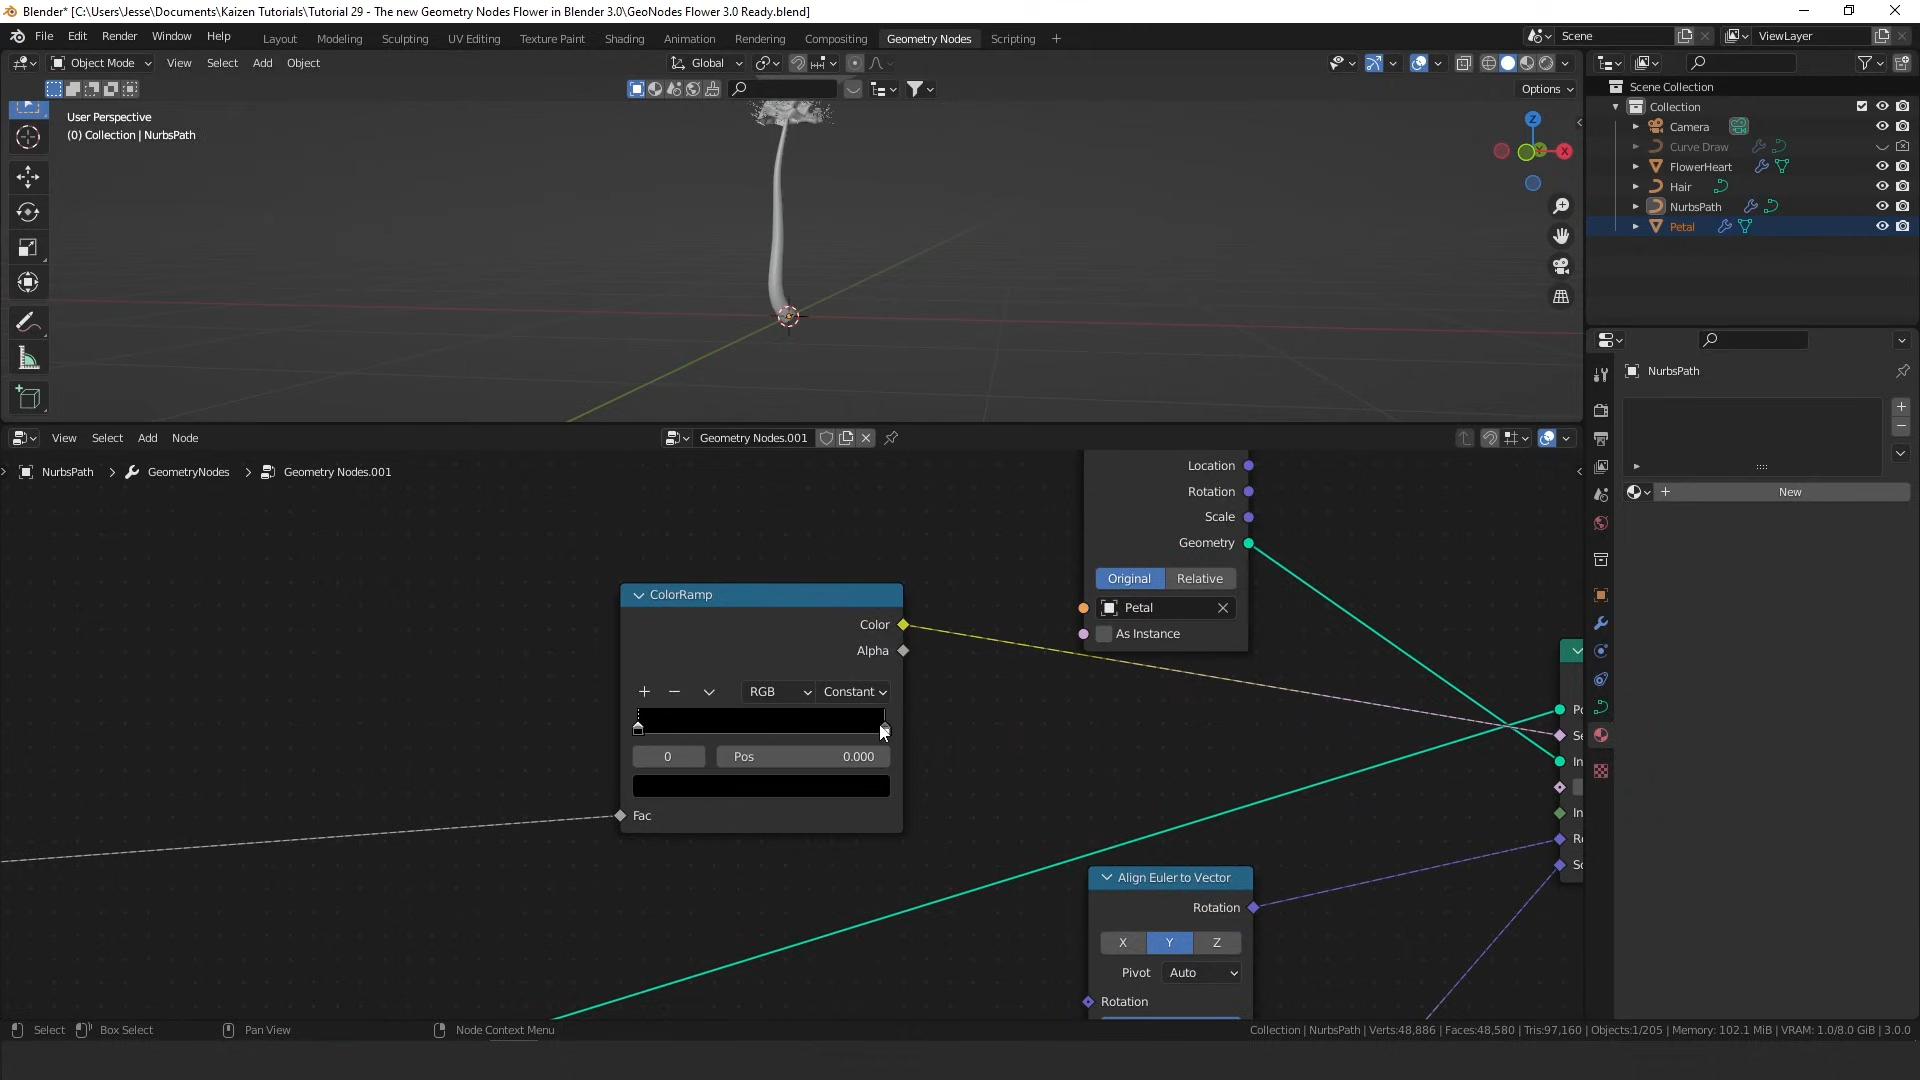 Blender* [C:\Users\Jesse\Documents\Kaizen Tutorials\Tutorial 29 - The new Geometry Nodes Flower in Blender 3.0\GeoNodes Flower 3.0 Ready.blend]
File Edit Render Window Help Layout Modeling Sculpting UV Editing Texture Paint Shading Animation Rendering Compositing Geometry Nodes Scripting + Scene ViewLayer
Object Mode View Select Add Object Global
Options
User Perspective
(0) Collection | NurbsPath
Z
X
Scene Collection
Collection
Camera
Curve Draw
FlowerHeart
Hair
NurbsPath
Petal
NurbsPath
New
View Select Add Node Geometry Nodes.001
NurbsPath > GeometryNodes > Geometry Nodes.001
Location
Rotation
Scale
Geometry
Original Relative
Petal
As Instance
ColorRamp
Color
Alpha
RGB Constant
0 Pos 0.000
Fac
Align Euler to Vector
Rotation
X Y Z
Pivot Auto
Rotation
Select Box Select Pan View Node Context Menu Collection | NurbsPath | Verts:48,886 | Faces:48,580 | Tris:97,160 | Objects:1/205 | Memory: 102.1 MiB | VRAM: 1.0/8.0 GiB | 3.0.0